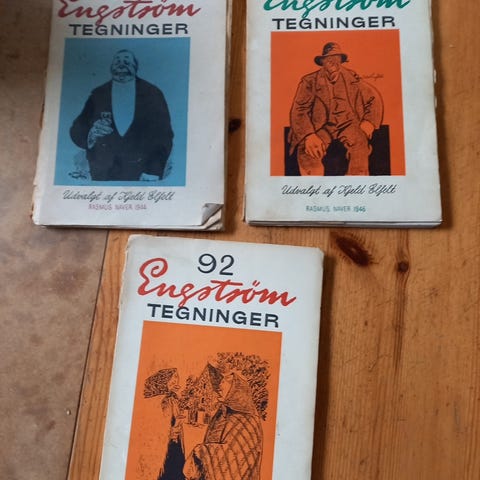 Engström
TEGNINGER
Udvalgt af Kjeld Elfelt
RASMUS NAVER 1944
Engström
TEGNINGER
Udvalgt af Kjeld Elfelt
RASMUS NAVER 1946
92
Engström
TEGNINGER